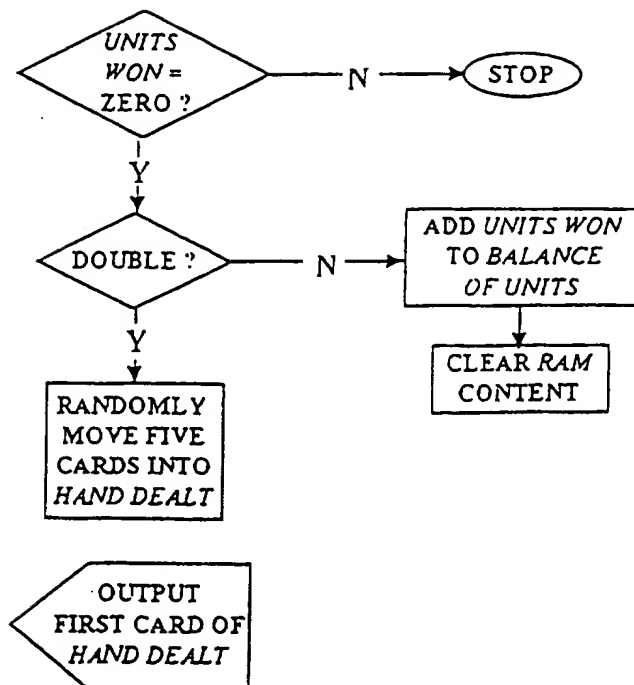 UNITS
WON =
ZERO ?
N
STOP
Y
DOUBLE ?
N
ADD UNITS WON
TO BALANCE
OF UNITS
Y
CLEAR RAM
CONTENT
RANDOMLY
MOVE FIVE
CARDS INTO
HAND DEALT
OUTPUT
FIRST CARD OF
HAND DEALT